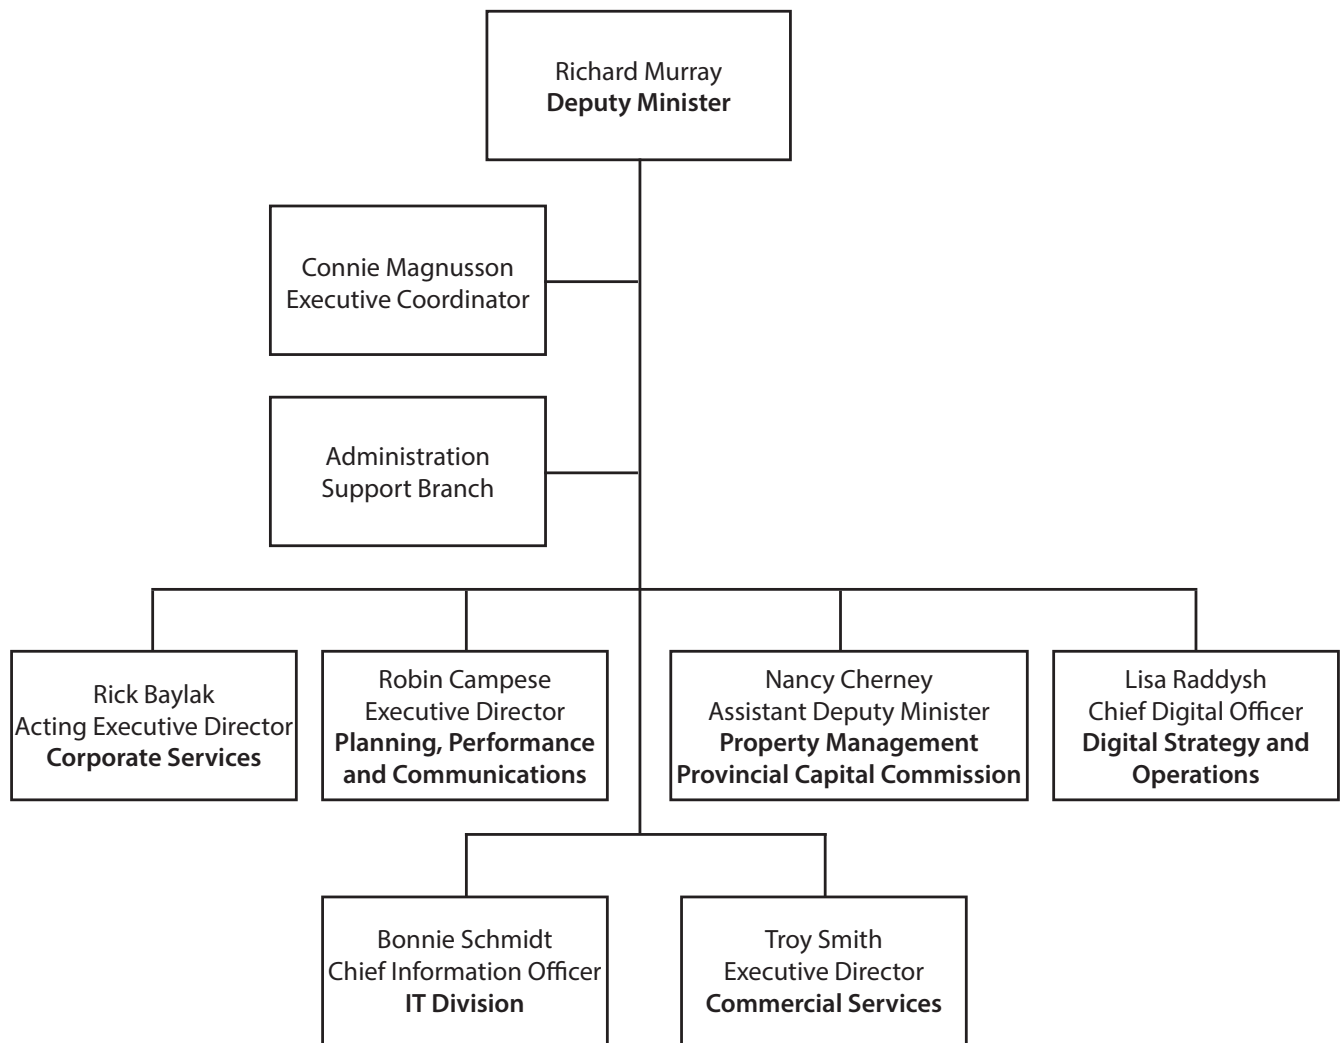 Richard Murray
Deputy Minister
Connie Magnusson
Executive Coordinator
Administration
Support Branch
Rick Baylak
Acting Executive Director
Corporate Services
Robin Campese
Executive Director
Planning, Performance
and Communications
Nancy Cherney
Assistant Deputy Minister
Property Management
Provincial Capital Commission
Lisa Raddysh
Chief Digital Officer
Digital Strategy and
Operations
Bonnie Schmidt
Chief Information Officer
IT Division
Troy Smith
Executive Director
Commercial Services